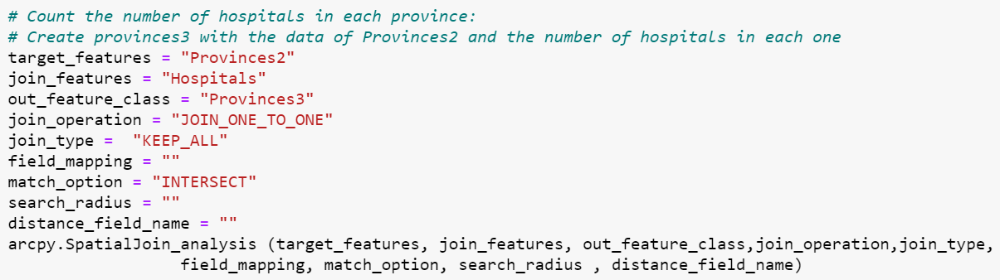 # Count the number of hospitals in each province:
# Create provinces3 with the data of Provinces2 and the number of hospitals in each one
target_features = "Provinces2"
join_features = "Hospitals"
out_feature_class = "Provinces3"
join_operation = "JOIN_ONE_TO_ONE"
join_type =  "KEEP_ALL"
field_mapping = ""
match_option = "INTERSECT"
search_radius = ""
distance_field_name = ""
arcpy.SpatialJoin_analysis (target_features, join_features, out_feature_class,join_operation,join_type,
                  field_mapping, match_option, search_radius , distance_field_name)